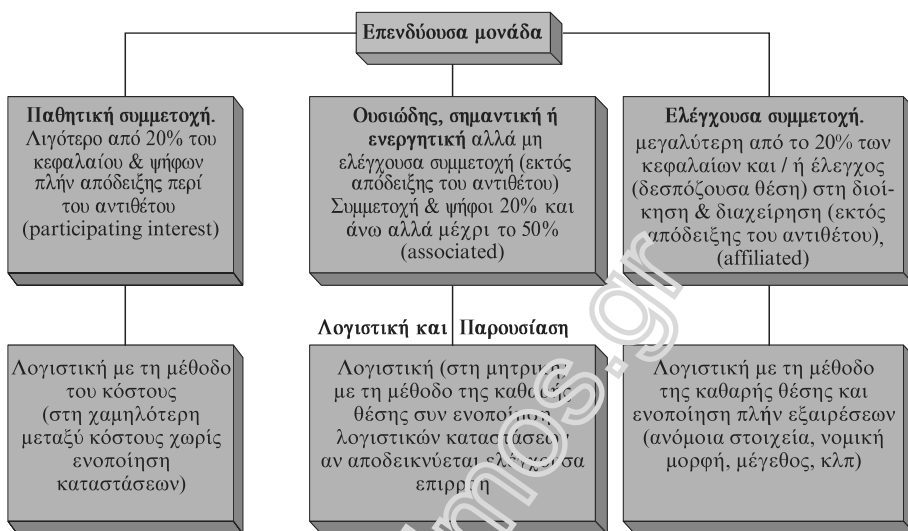 Επενδύουσα μονάδα
Παθητική συμμετοχή.
Λιγότερο από 20% του
κεφαλαίου & ψήφων
πλήν απόδειξης περί
του αντιθέτου
(participating interest)
Ουσιώδης, σημαντική ή
ενεργητική αλλά μη
ελέγχουσα συμμετοχή (εκτός
απόδειξης του αντιθέτου)
Συμμετοχή & ψήφοι 20% και
άνω αλλά μέχρι το 50%
(associated)
Ελέγχουσα συμμετοχή.
μεγαλύτερη από το 20% των
κεφαλαίων και / ή έλεγχος
(δεσπόζουσα θέση) στη διοί-
κηση & διαχείρηση (εκτός
απόδειξης του αντιθέτου),
(affiliated)
Λογιστική και Παρουσίαση
Λογιστική με τη μέθοδο
του κόστους
(στη χαμηλότερη
μεταξύ κόστους χωρίς
ενοποίηση
καταστάσεων)
Λογιστική (στη μητρική)
με τη μέθοδο της καθαρής
θέσης συν ενοποίηση
λογιστικών καταστάσεων
αν αποδεικνύεται ελέγχουσα
επιρροή
Λογιστική με τη μέθοδο
της καθαρής θέσης και
ενοποίηση πλήν εξαιρέσεων
(ανόμοια στοιχεία, νομική
μορφή, μέγεθος, κλπ)